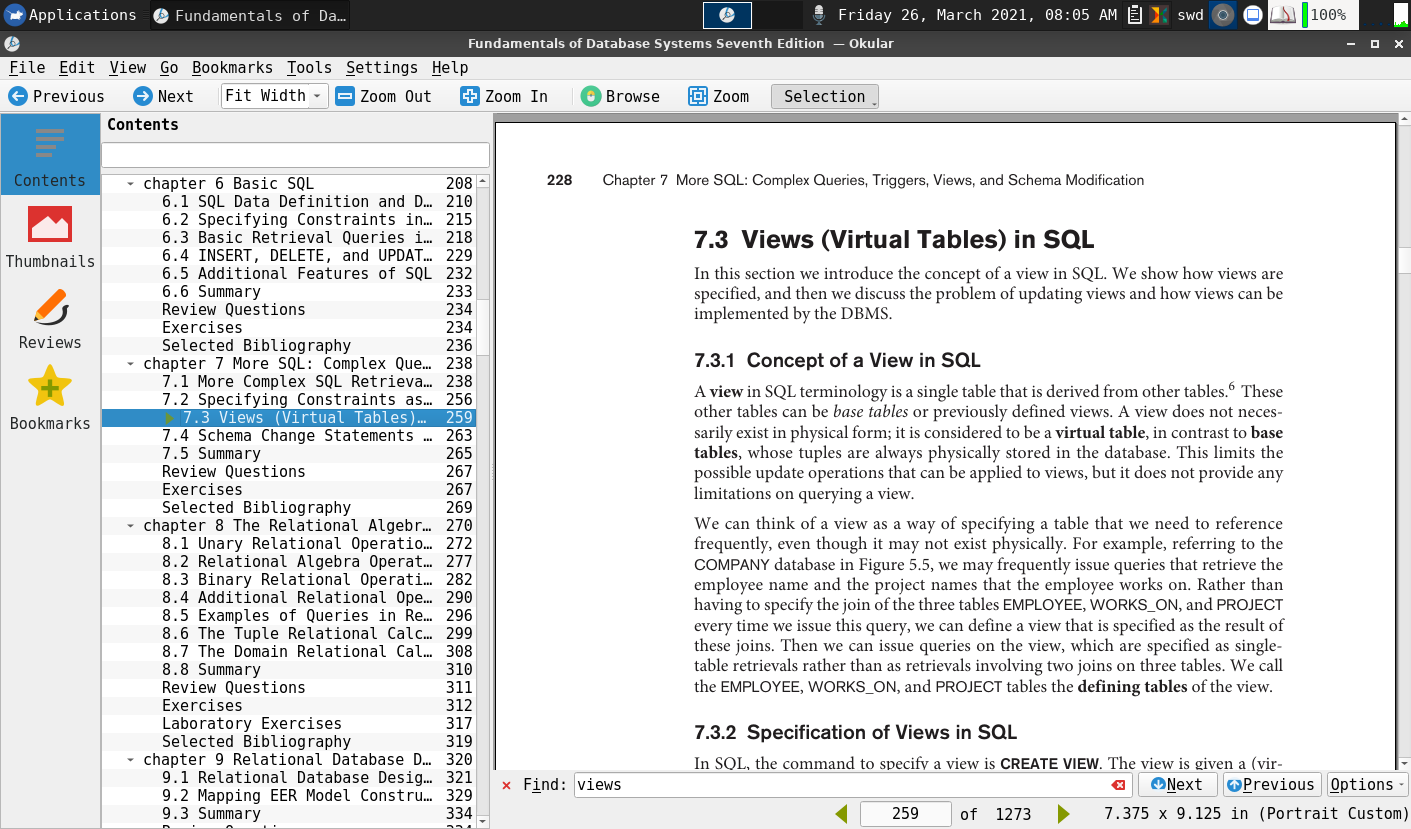 Applications
Fundamentals of Da...
Friday 26, March 2021, 08:05 AM
swd
100%
Fundamentals of Database Systems Seventh Edition — Okular
File Edit View Go Bookmarks Tools Settings Help
Previous Next Fit Width Zoom Out Zoom In Browse Zoom Selection
Contents
Thumbnails
Reviews
Bookmarks
Contents
chapter 6 Basic SQL 208
6.1 SQL Data Definition and D… 210
6.2 Specifying Constraints in… 215
6.3 Basic Retrieval Queries i… 218
6.4 INSERT, DELETE, and UPDAT… 229
6.5 Additional Features of SQL 232
6.6 Summary 233
Review Questions 234
Exercises 234
Selected Bibliography 236
chapter 7 More SQL: Complex Que… 238
7.1 More Complex SQL Retrieva… 238
7.2 Specifying Constraints as… 256
7.3 Views (Virtual Tables)… 259
7.4 Schema Change Statements … 263
7.5 Summary 265
Review Questions 267
Exercises 267
Selected Bibliography 269
chapter 8 The Relational Algebr… 270
8.1 Unary Relational Operatio… 272
8.2 Relational Algebra Operat… 277
8.3 Binary Relational Operati… 282
8.4 Additional Relational Ope… 290
8.5 Examples of Queries in Re… 296
8.6 The Tuple Relational Calc… 299
8.7 The Domain Relational Cal… 308
8.8 Summary 310
Review Questions 311
Exercises 312
Laboratory Exercises 317
Selected Bibliography 319
chapter 9 Relational Database D… 320
9.1 Relational Database Desig… 321
9.2 Mapping EER Model Constru… 329
9.3 Summary 334
228 Chapter 7 More SQL: Complex Queries, Triggers, Views, and Schema Modification
7.3 Views (Virtual Tables) in SQL
In this section we introduce the concept of a view in SQL. We show how views are
specified, and then we discuss the problem of updating views and how views can be
implemented by the DBMS.
7.3.1 Concept of a View in SQL
A view in SQL terminology is a single table that is derived from other tables.6 These
other tables can be base tables or previously defined views. A view does not neces-
sarily exist in physical form; it is considered to be a virtual table, in contrast to base
tables, whose tuples are always physically stored in the database. This limits the
possible update operations that can be applied to views, but it does not provide any
limitations on querying a view.
We can think of a view as a way of specifying a table that we need to reference
frequently, even though it may not exist physically. For example, referring to the
COMPANY database in Figure 5.5, we may frequently issue queries that retrieve the
employee name and the project names that the employee works on. Rather than
having to specify the join of the three tables EMPLOYEE, WORKS_ON, and PROJECT
every time we issue this query, we can define a view that is specified as the result of
these joins. Then we can issue queries on the view, which are specified as single-
table retrievals rather than as retrievals involving two joins on three tables. We call
the EMPLOYEE, WORKS_ON, and PROJECT tables the defining tables of the view.
7.3.2 Specification of Views in SQL
In SQL, the command to specify a view is CREATE VIEW. The view is given a (vir-
Find: views Next Previous Options
259 of 1273 7.375 x 9.125 in (Portrait Custom)